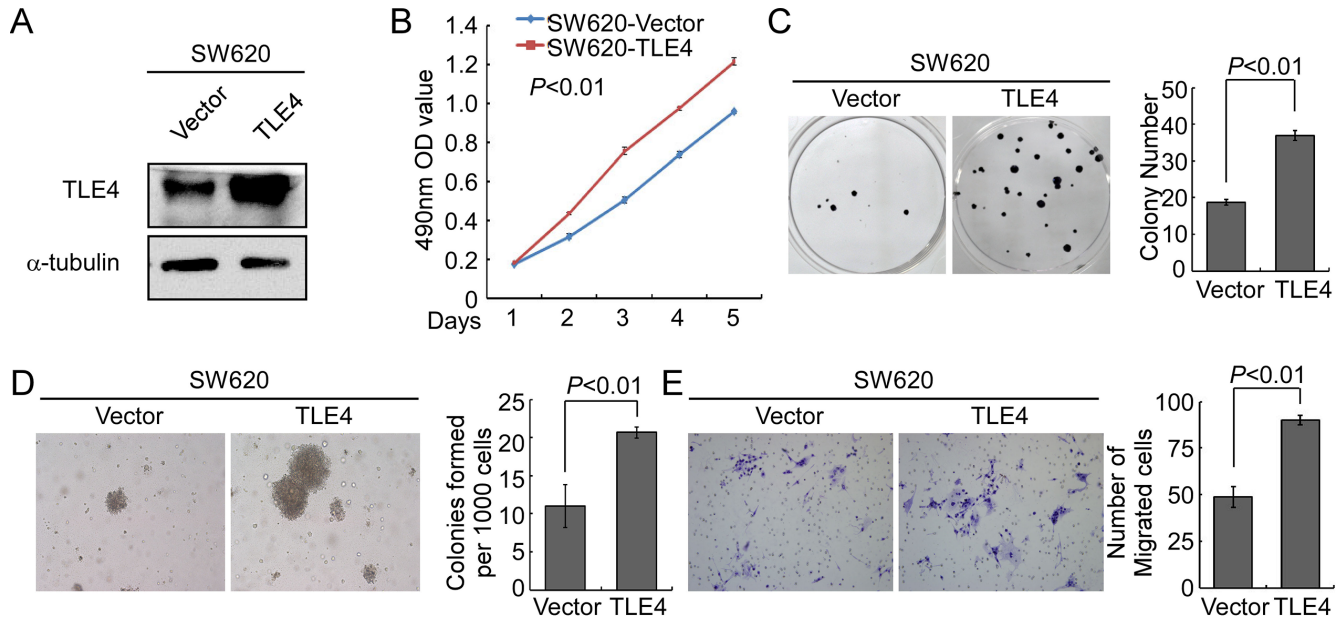 A
SW620
Vector
TLE4
TLE4
α-tubulin
B
SW620-Vector
SW620-TLE4
P<0.01
490nm OD value
1.4
1.2
1.0
0.8
0.6
0.4
0.2
0
Days 1 2 3 4 5
C
SW620
Vector TLE4
P<0.01
Colony Number
50
40
30
20
10
0
Vector TLE4
D
SW620
Vector TLE4
P<0.01
Colonies formed
per 1000 cells
25
20
15
10
5
0
Vector TLE4
E
SW620
Vector TLE4
P<0.01
Number of
Migrated cells
100
75
50
25
0
Vector TLE4